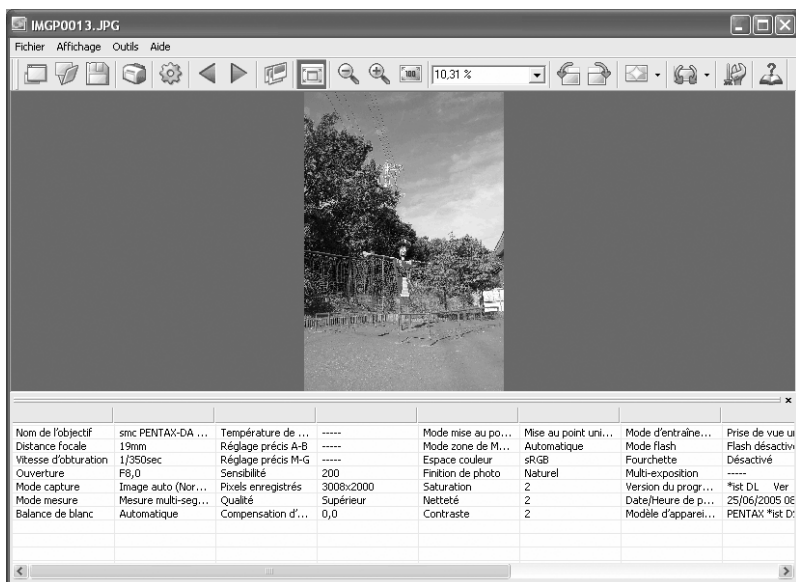 IMGP0013.JPG
Fichier Affichage Outils Aide
100 10,31 %
Nom de l'objectif smc PENTAX-DA ... Température de ... ----- Mode mise au po... Mise au point uni... Mode d'entraîne... Prise de vue u
Distance focale 19mm Réglage précis A-B ----- Mode zone de M... Automatique Mode flash Flash désactiv
Vitesse d'obturation 1/350sec Réglage précis M-G ----- Espace couleur sRGB Fourchette Désactivé
Ouverture F8,0 Sensibilité 200 Finition de photo Naturel Multi-exposition -----
Mode capture Image auto (Nor... Pixels enregistrés 3008x2000 Saturation 2 Version du progr... *ist DL Ver
Mode mesure Mesure multi-seg... Qualité Supérieur Netteté 2 Date/Heure de p... 25/06/2005 08
Balance de blanc Automatique Compensation d'... 0,0 Contraste 2 Modèle d'apparei... PENTAX *ist D